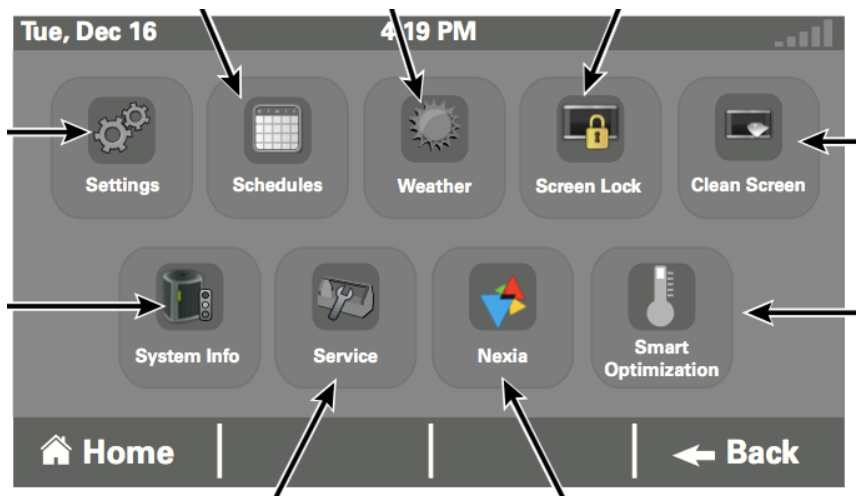 Tue, Dec 16 4:19 PM
Settings Schedules Weather Screen Lock Clean Screen
System Info Service Nexia Smart
Optimization
Home Back